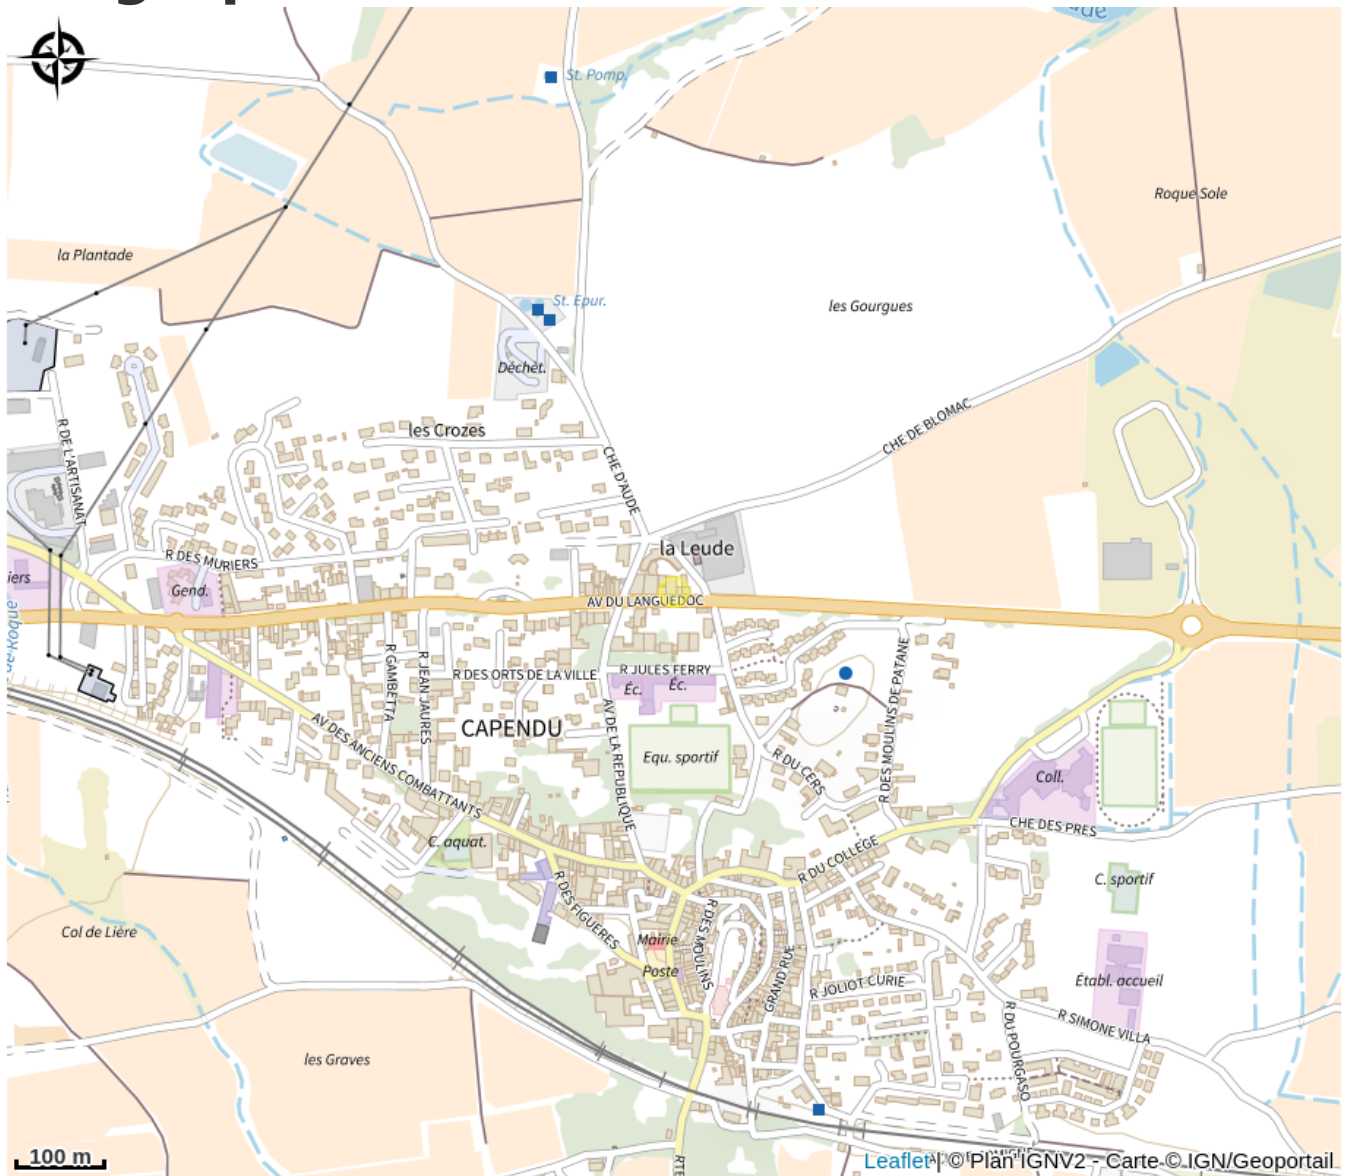 St. Pomp.
Roque Sole
la Plantade
St. Epur.
les Gourgues
Déchèt.
les Crozes
CHE DE BLOMAC
R DE L'ARTISANAT
CHE D'AUDE
la Leude
R DES MURIERS
iers
Gend.
AV DU LANGUEDOC
R GAMBETTA
R JEAN JAURES
R DES ORTS DE LA VILLE
R JULES FERRY
Éc.
Éc.
R DES MOULINS DE PATANE
CAPENDU
AV DES ANCIENS COMBATTANTS
AV DE LA REPUBLIQUE
Equ. sportif
R DU CERS
Coll.
CHE DES PRES
C. aquat.
R DU COLLEGE
C. sportif
R DES FIGUERES
R DES MOULINS
Col de Lière
Mairie
Poste
GRAND RUE
R JOLIOT CURIE
Établ. accueil
R DU POURGASO
R SIMONE VILLA
les Graves
100 m
RTE
Leaflet | © Plan IGNV2 - Carte © IGN/Geoportail